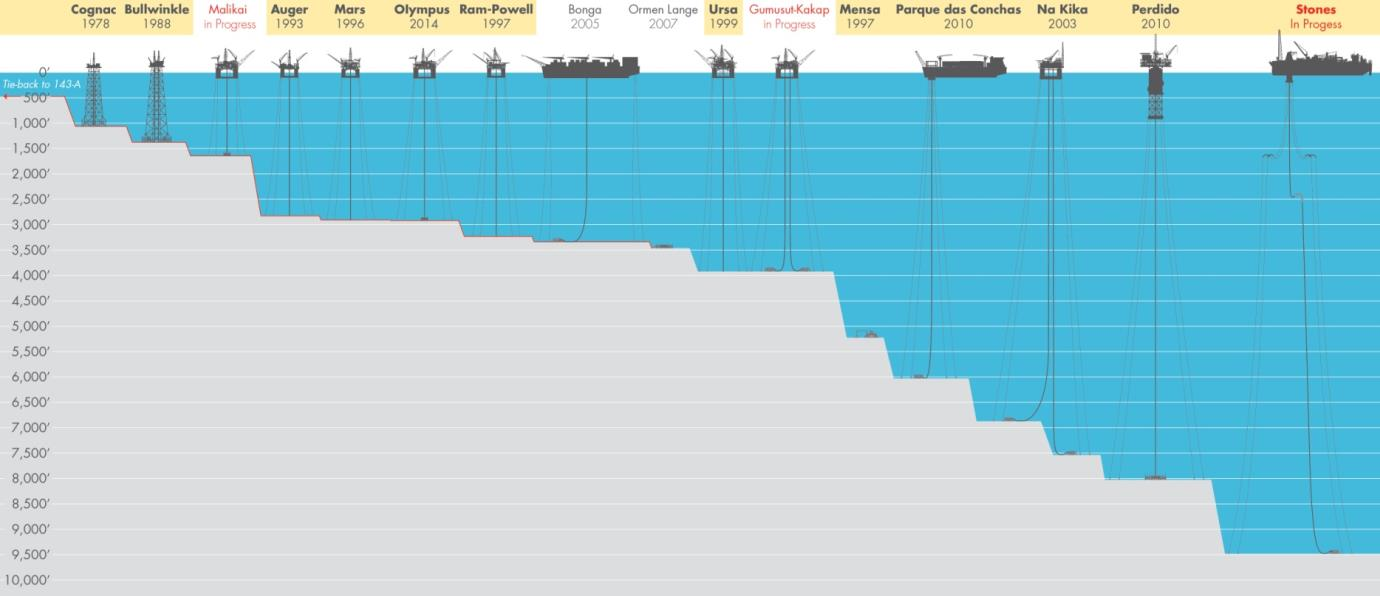 Cognac
1978
Bullwinkle
1988
Malikai
in Progress
Auger
1993
Mars
1996
Olympus
2014
Ram-Powell
1997
Bonga
2005
Ormen Lange
2007
Ursa
1999
Gumusut-Kakap
in Progress
Mensa
1997
Parque das Conchas
2010
Na Kika
2003
Perdido
2010
Stones
In Progess
0’
Tie-back to 143-A
500’
1,000’
1,500’
2,000’
2,500’
3,000’
3,500’
4,000’
4,500’
5,000’
5,500’
6,000’
6,500’
7,000’
7,500’
8,000’
8,500’
9,000’
9,500’
10,000’